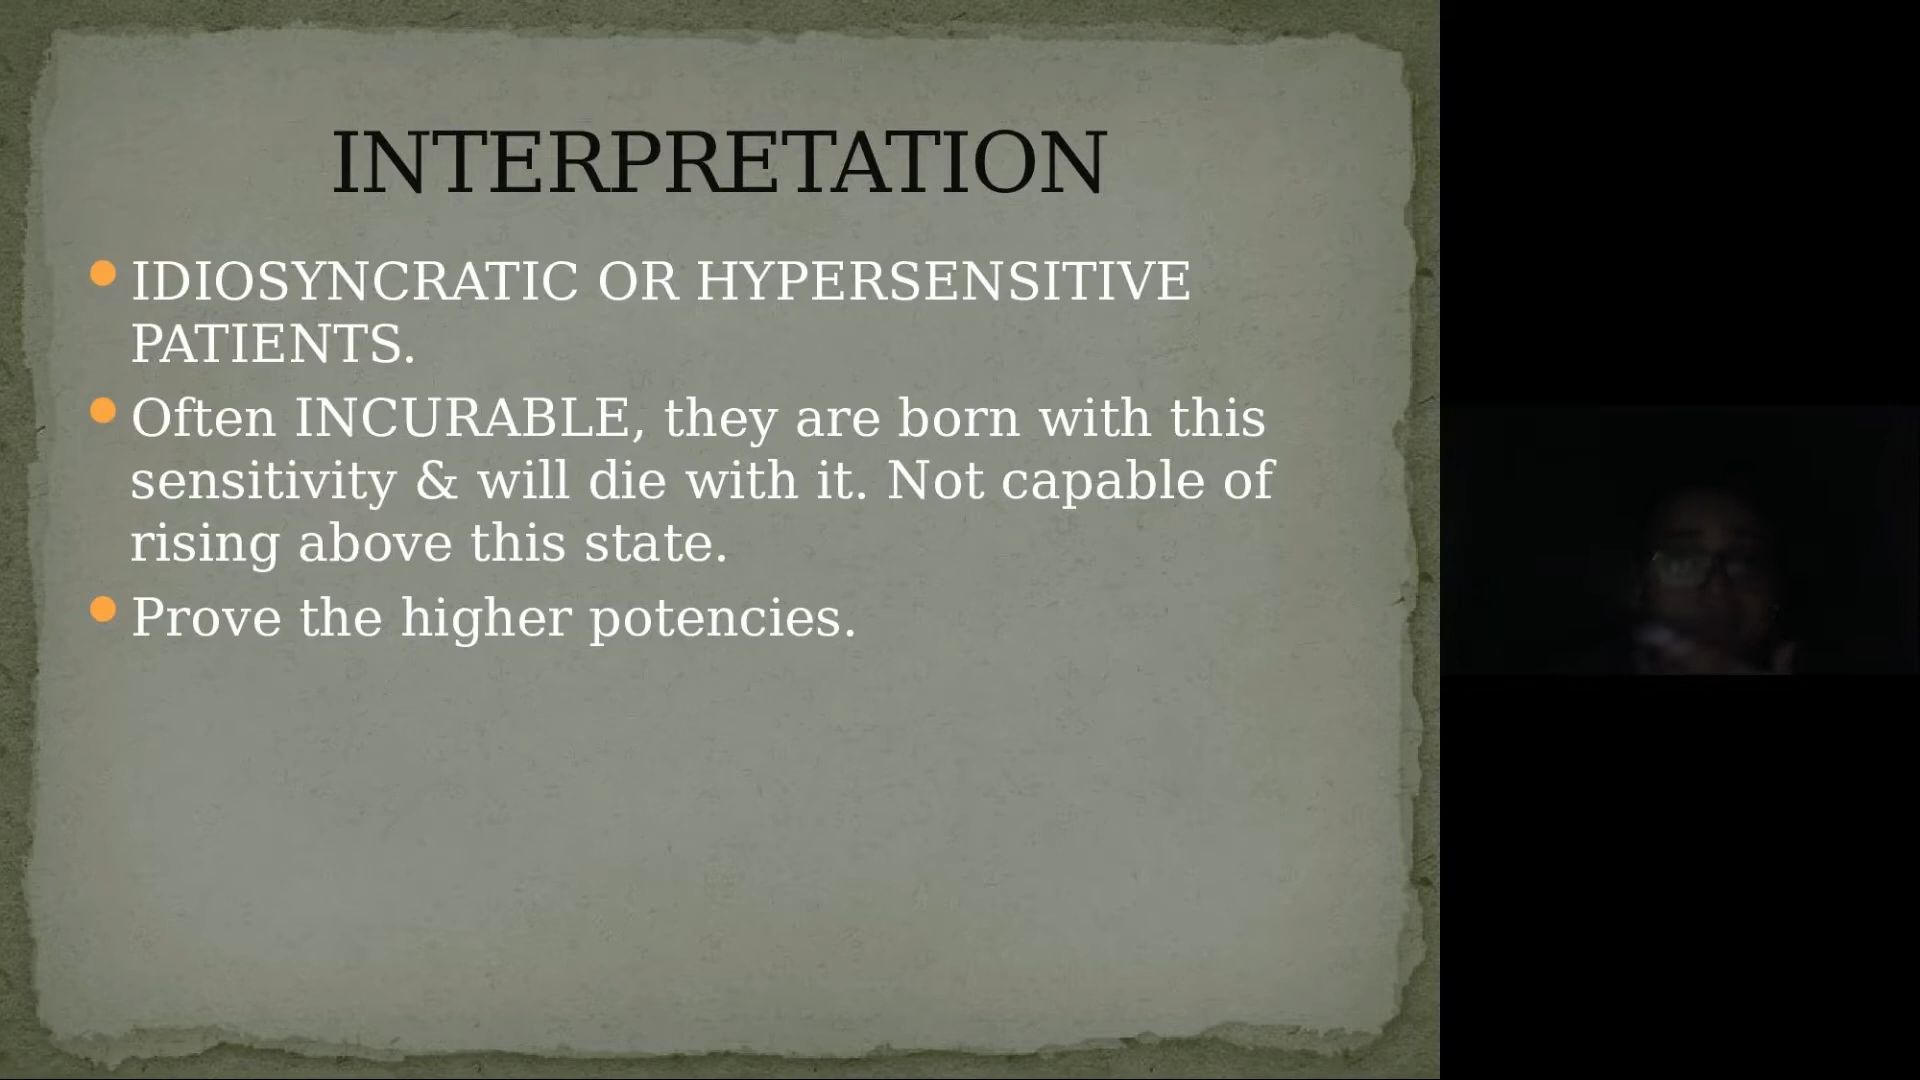 INTERPRETATION
IDIOSYNCRATIC OR HYPERSENSITIVE
PATIENTS.
Often INCURABLE, they are born with this
sensitivity & will die with it. Not capable of
rising above this state.
Prove the higher potencies.